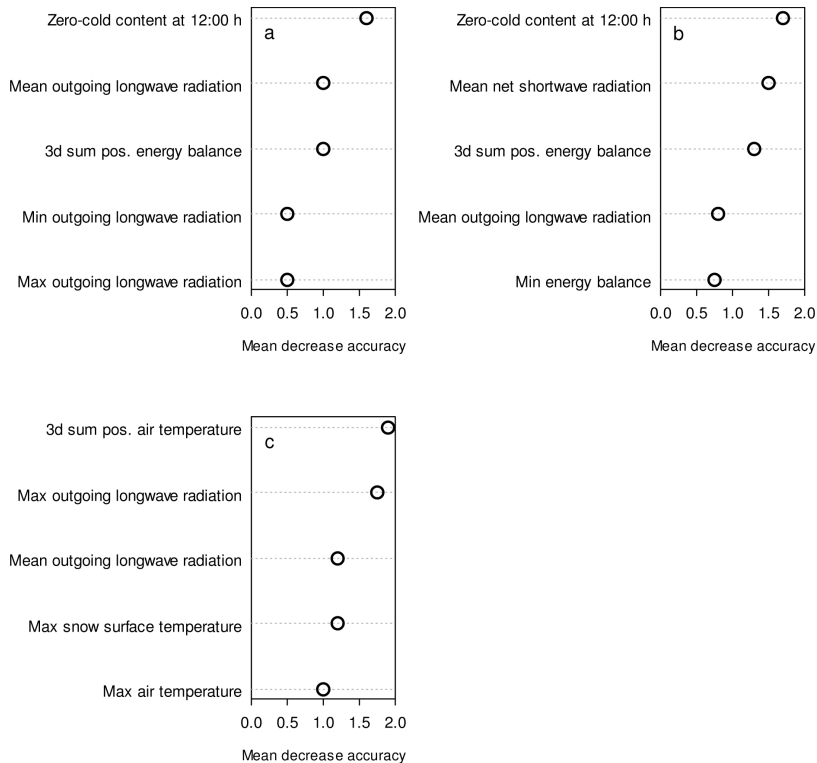 Zero-cold content at 12:00 h
a
Mean outgoing longwave radiation
3d sum pos. energy balance
Min outgoing longwave radiation
Max outgoing longwave radiation
0.0 0.5 1.0 1.5 2.0
Mean decrease accuracy
Zero-cold content at 12:00 h
b
Mean net shortwave radiation
3d sum pos. energy balance
Mean outgoing longwave radiation
Min energy balance
0.0 0.5 1.0 1.5 2.0
Mean decrease accuracy
3d sum pos. air temperature
c
Max outgoing longwave radiation
Mean outgoing longwave radiation
Max snow surface temperature
Max air temperature
0.0 0.5 1.0 1.5 2.0
Mean decrease accuracy